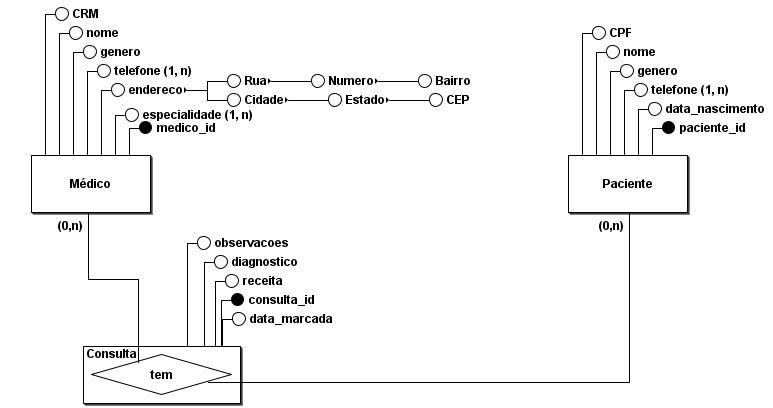 CRM
nome
genero
telefone (1, n)
endereco
Rua
Numero
Bairro
Cidade
Estado
CEP
especialidade (1, n)
medico_id
Médico
(0,n)
CPF
nome
genero
telefone (1, n)
data_nascimento
paciente_id
Paciente
(0,n)
observacoes
diagnostico
receita
consulta_id
data_marcada
Consulta
tem